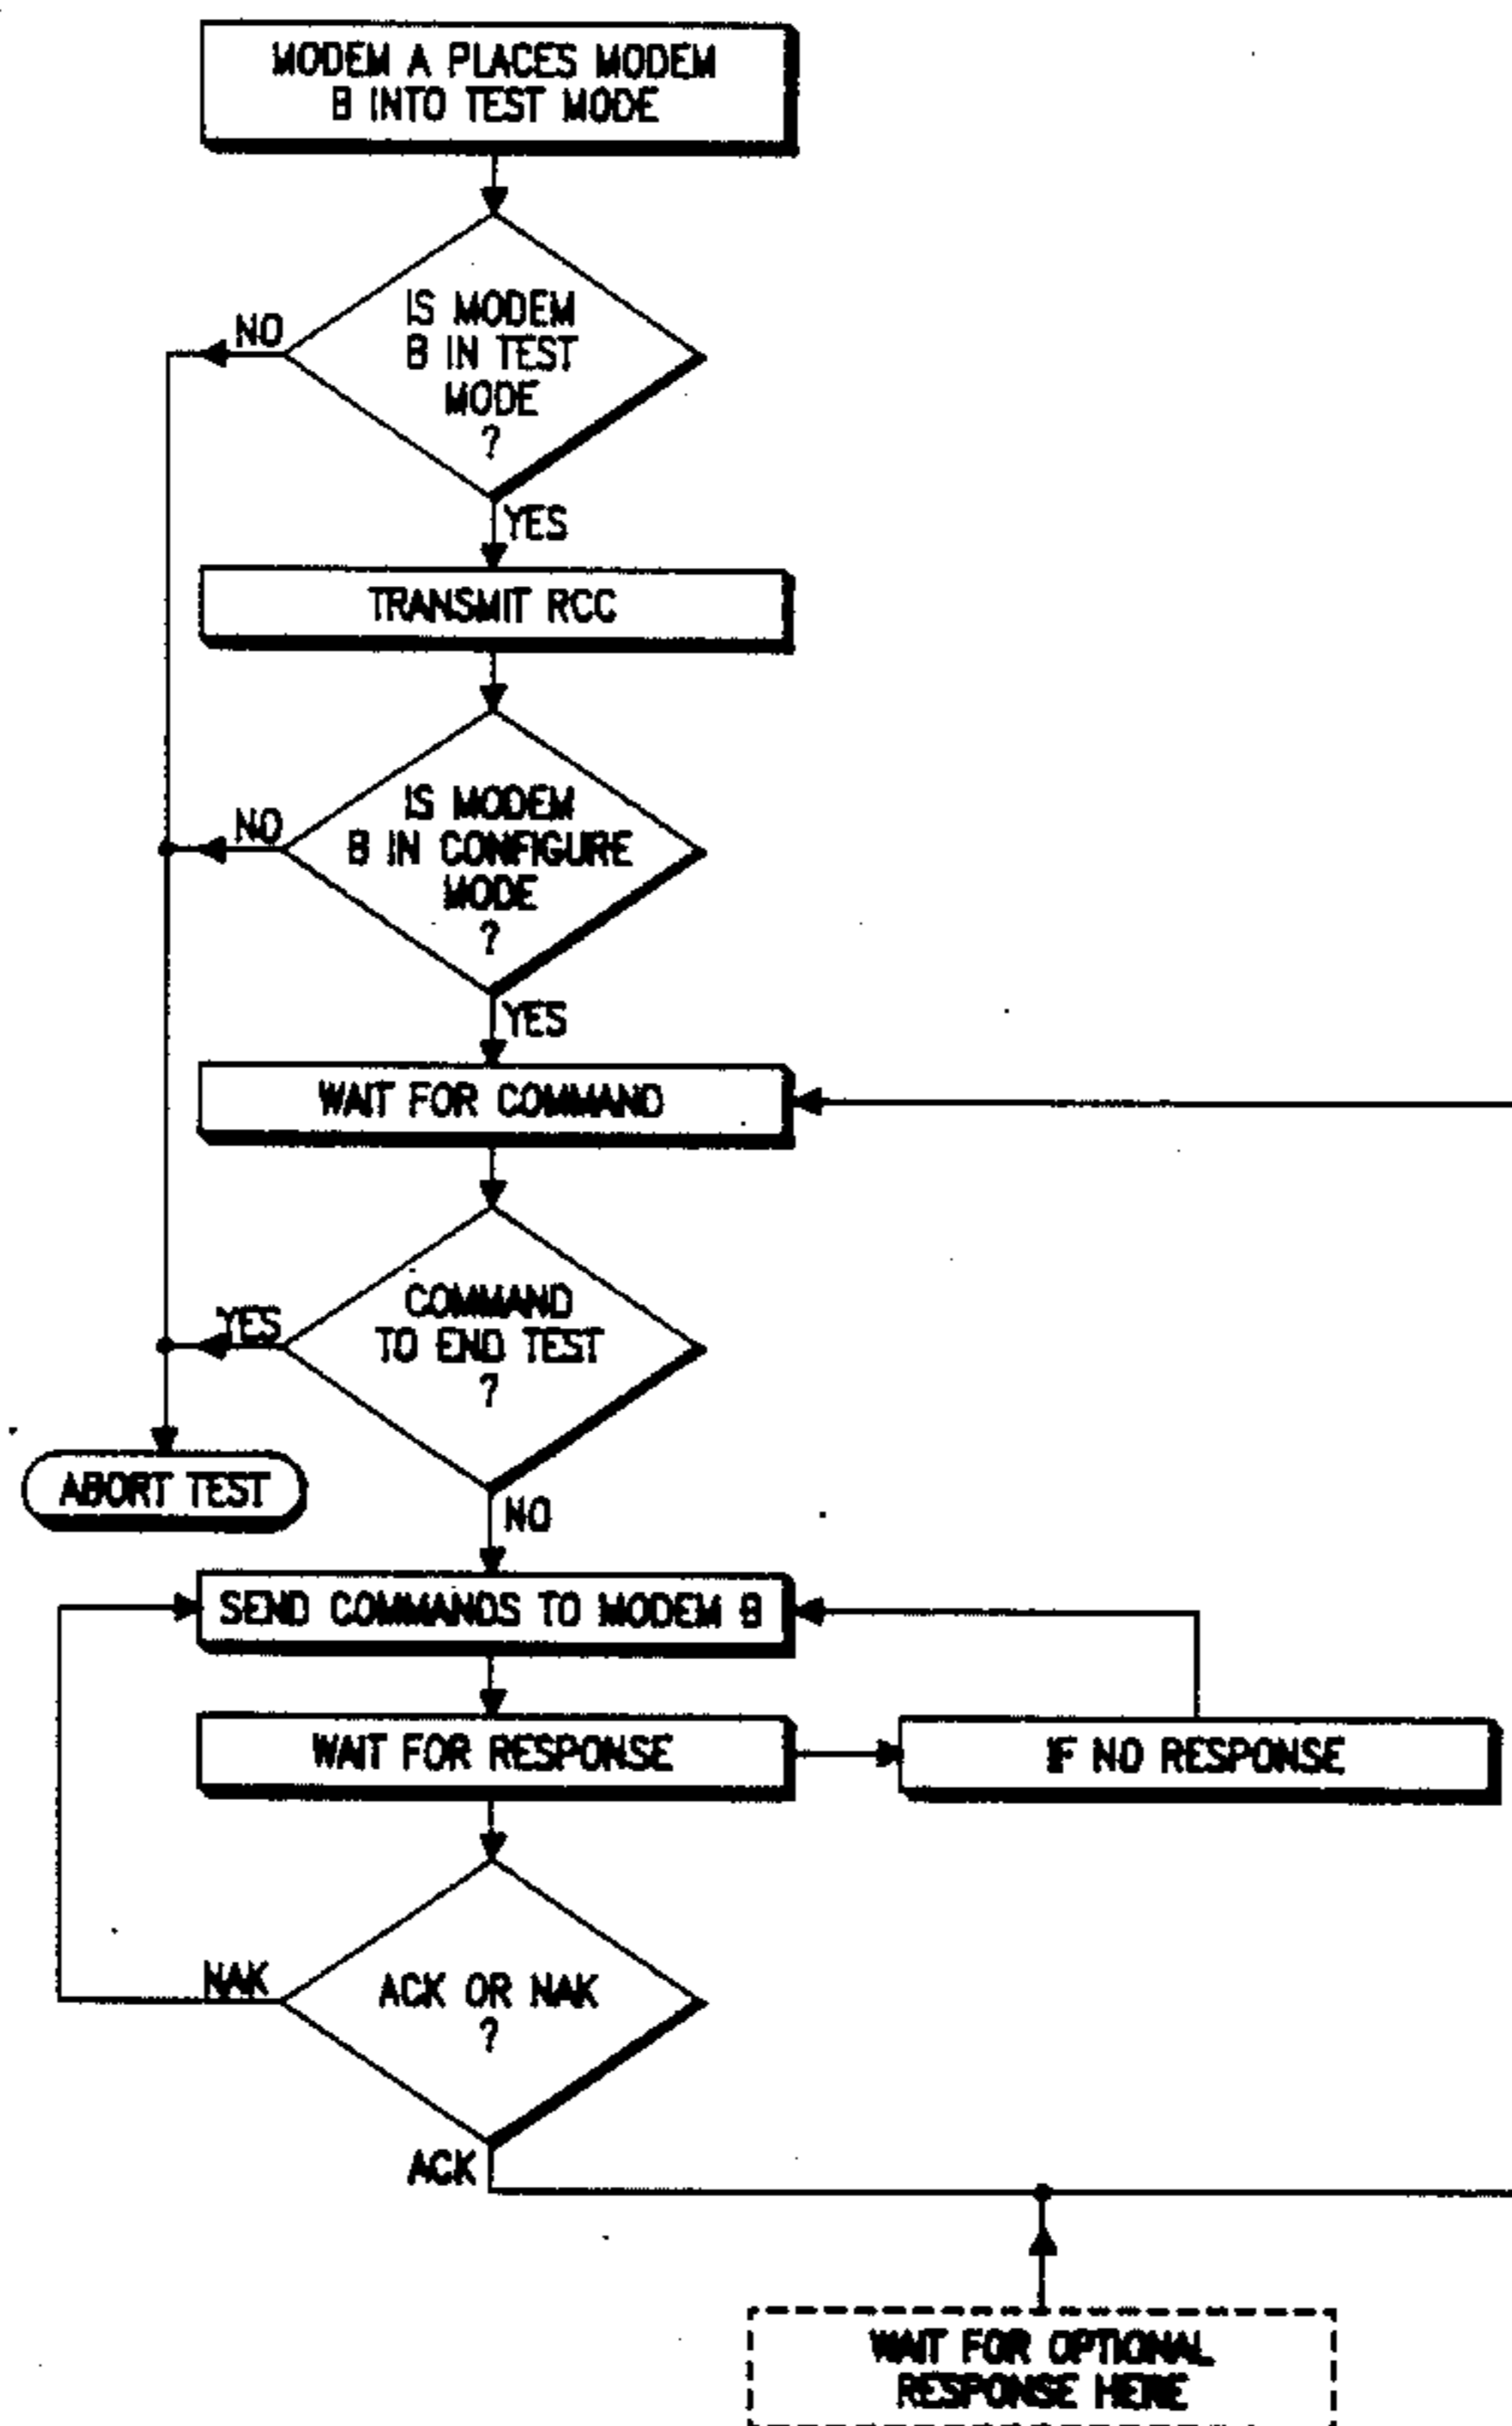 MODEM A PLACES MODEM
B INTO TEST MODE
IS MODEM
B IN TEST
MODE
?
NO
YES
TRANSMIT RCC
IS MODEM
B IN CONFIGURE
MODE
?
NO
YES
WAIT FOR COMMAND
COMMAND
TO END TEST
?
YES
ABORT TEST
NO
SEND COMMANDS TO MODEM B
WAIT FOR RESPONSE
IF NO RESPONSE
ACK OR NAK
?
NAK
ACK
WAIT FOR OPTIONAL
RESPONSE HERE